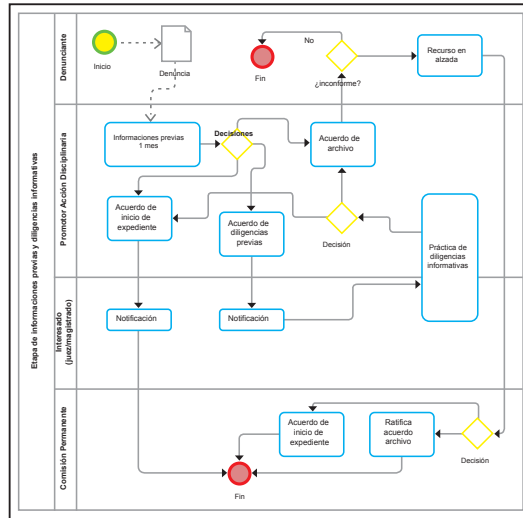 Etapa de informaciones previas y diligencias informativas
Denunciante
Inicio
Denuncia
No
Fin
¿inconforme?
Recurso en
alzada
Promotor Acción Disciplinaria
Informaciones previas
1 mes
Decisiones
Acuerdo de
archivo
Acuerdo de
inicio de
expediente
Acuerdo de
diligencias
previas
Decisión
Práctica de
diligencias
informativas
Interesado
(juez/magistrado)
Notificación
Notificación
Comisión Permanente
Acuerdo de
inicio de
expediente
Ratifica
acuerdo
archivo
Decisión
Fin